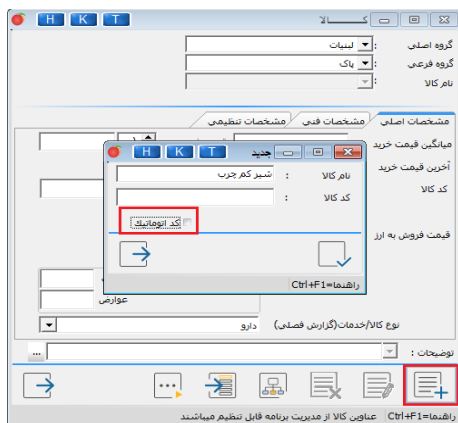 H K T کــــــالا
گروه اصلی : لبنیات
گروه فرعی : پاک
نام کالا :
مشخصات اصلی مشخصات فنی مشخصات تنظیمی
میانگین قیمت خرید
آخرین قیمت خرید
کد کالا
قیمت فروش به ارز
H K T جدید
نام کالا : شیر کم چرب
کد کالا :
کد اتوماتیک
راهنما=Ctrl+F1
عوارض
نوع کالا/خدمات(گزارش فصلی) دارو
توضیحات : ...
راهنما=Ctrl+F1 عناوین کالا از مدیریت برنامه قابل تنظیم میباشند